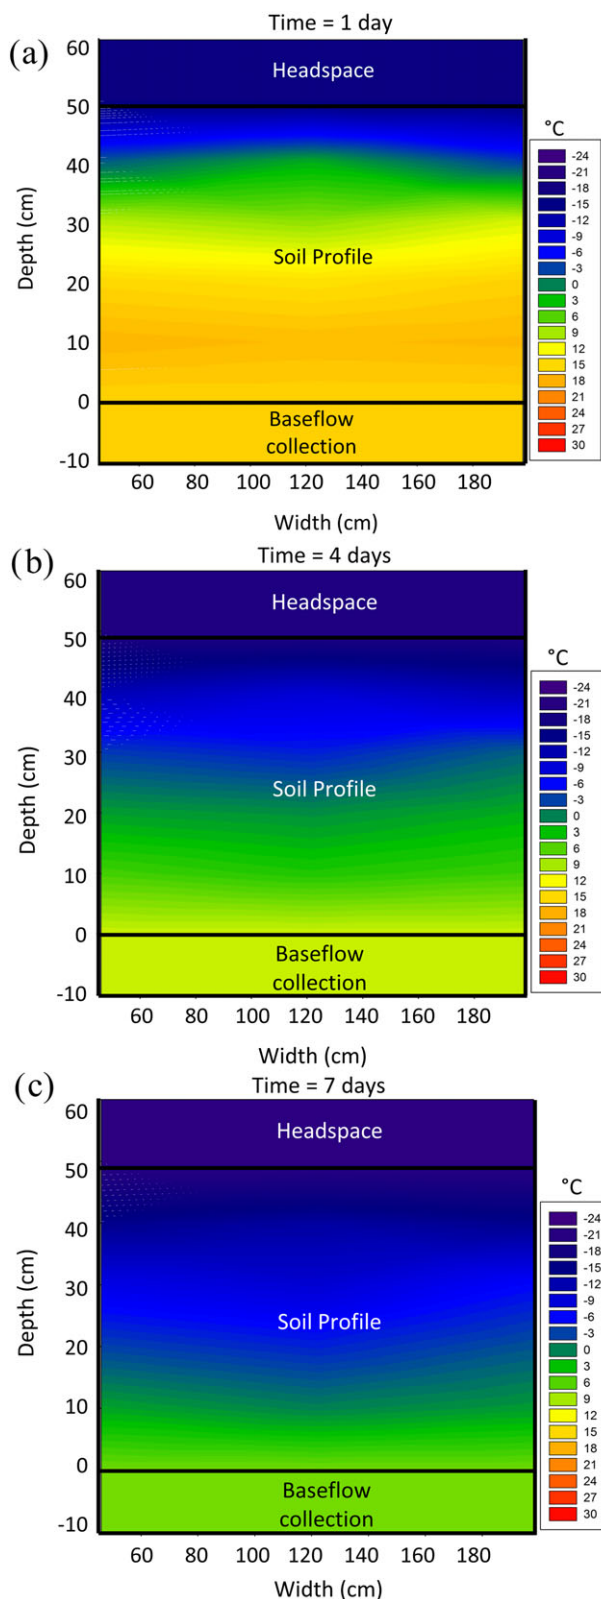 (a)
Time = 1 day
60
50
40
30
20
10
0
-10
Depth (cm)
Headspace
Soil Profile
Baseflow
collection
60 80 100 120 140 160 180
Width (cm)
°C
-24
-21
-18
-15
-12
-9
-6
-3
0
3
6
9
12
15
18
21
24
27
30
(b)
Time = 4 days
60
50
40
30
20
10
0
-10
Depth (cm)
Headspace
Soil Profile
Baseflow
collection
60 80 100 120 140 160 180
Width (cm)
°C
-24
-21
-18
-15
-12
-9
-6
-3
0
3
6
9
12
15
18
21
24
27
30
(c)
Time = 7 days
60
50
40
30
20
10
0
-10
Depth (cm)
Headspace
Soil Profile
Baseflow
collection
60 80 100 120 140 160 180
Width (cm)
°C
-24
-21
-18
-15
-12
-9
-6
-3
0
3
6
9
12
15
18
21
24
27
30